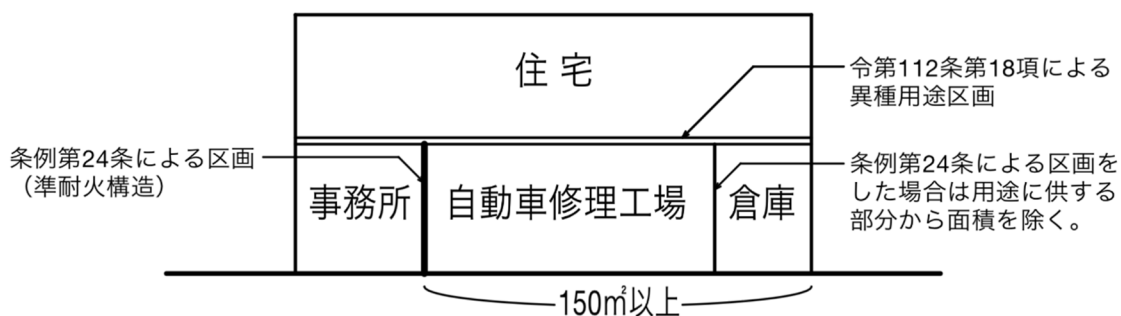 住宅
令第112条第18項による
異種用途区画
条例第24条による区画
（準耐火構造）
事務所
自動車修理工場
倉庫
条例第24条による区画を
した場合は用途に供する
部分から面積を除く。
150㎡以上